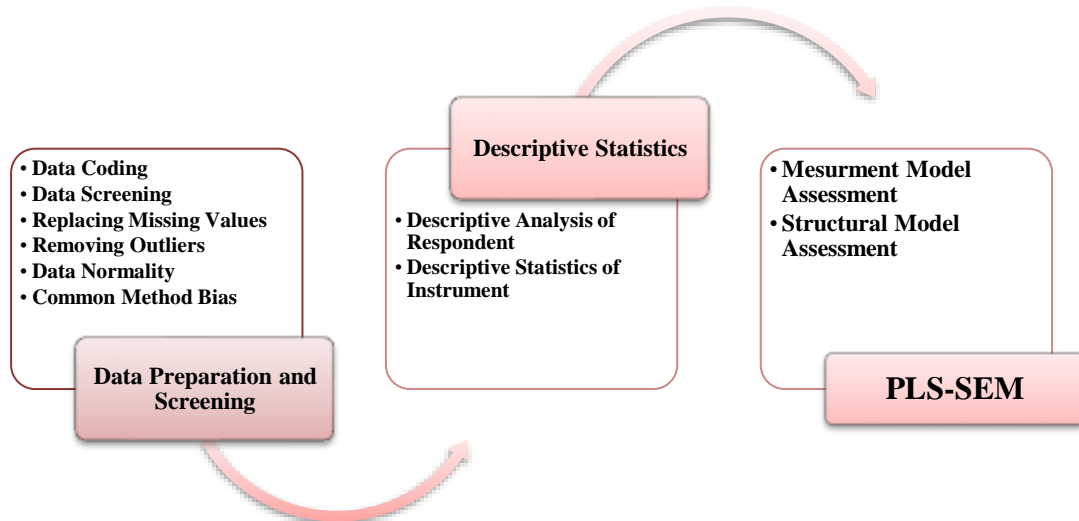 • Data Coding
• Data Screening
• Replacing Missing Values
• Removing Outliers
• Data Normality
• Common Method Bias
Data Preparation and
Screening
Descriptive Statistics
• Descriptive Analysis of
Respondent
• Descriptive Statistics of
Instrument
• Mesurment Model
Assessment
• Structural Model
Assessment
PLS-SEM